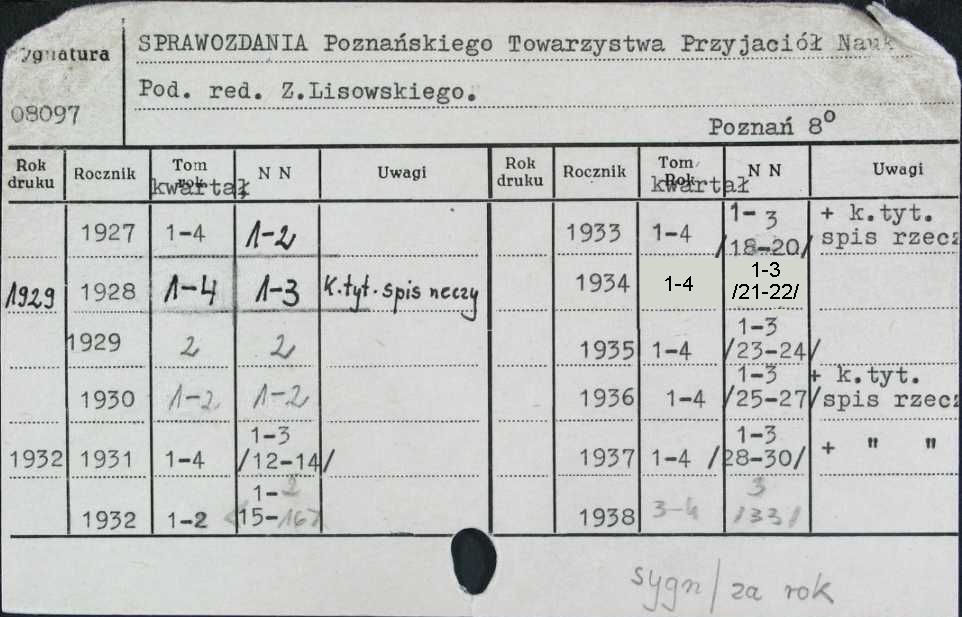 Sygnatura
SPRAWOZDANIA Poznańskiego Towarzystwa Przyjaciół Nauk
Pod. red. Z.Lisowskiego.
08097
Poznań 8°
Rok druku Rocznik Tom rok kwartał N N Uwagi Rok druku Rocznik Tom Rok kwartał N N Uwagi
1927 1-4 1-2
1929 1928 1-4 1-3 K.tyt. spis rzeczy
1929 2 2
1930 1-2 1-2
1932 1931 1-4 1-3 /12-14/
1932 1-2 1-2 <15-16>
1933 1-4 1-3 /18-20/ + k.tyt. spis rzecz
1934 1-4 1-3 /21-22/
1935 1-4 1-3 /23-24/
1936 1-4 1-3 /25-27/ + k.tyt. spis rzecz
1937 1-4 1-3 /28-30/ + " "
1938 3-4 3 /33/
sygn/za rok